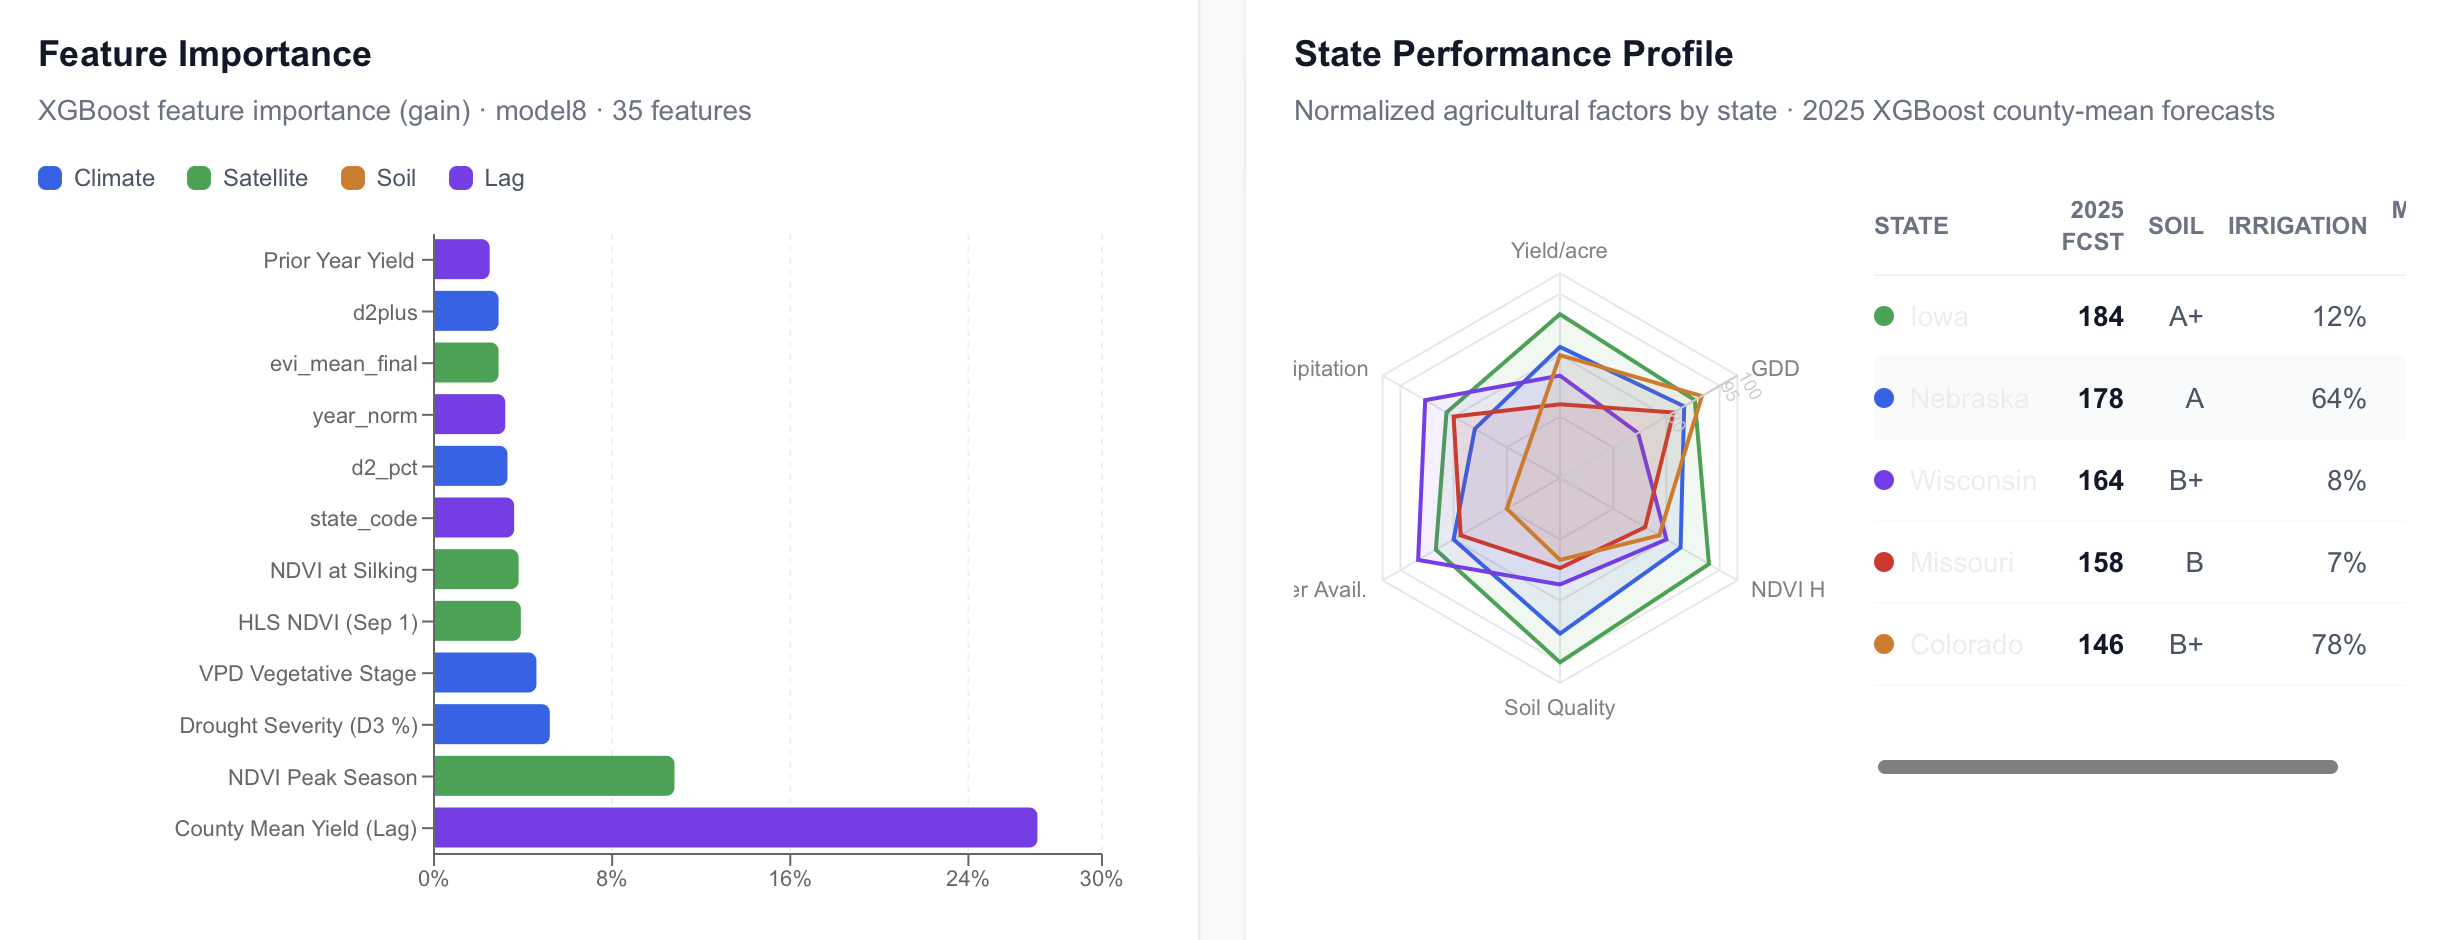 Feature Importance
XGBoost feature importance (gain) · model8 · 35 features
Climate
Satellite
Soil
Lag
Prior Year Yield
d2plus
evi_mean_final
year_norm
d2_pct
state_code
NDVI at Silking
HLS NDVI (Sep 1)
VPD Vegetative Stage
Drought Severity (D3 %)
NDVI Peak Season
County Mean Yield (Lag)
0%
8%
16%
24%
30%
State Performance Profile
Normalized agricultural factors by state · 2025 XGBoost county-mean forecasts
Yield/acre
GDD
NDVI H
Soil Quality
er Avail.
ipitation
100
95
STATE
2025
FCST
SOIL
IRRIGATION
Iowa 184 A+ 12%
Nebraska 178 A 64%
Wisconsin 164 B+ 8%
Missouri 158 B 7%
Colorado 146 B+ 78%